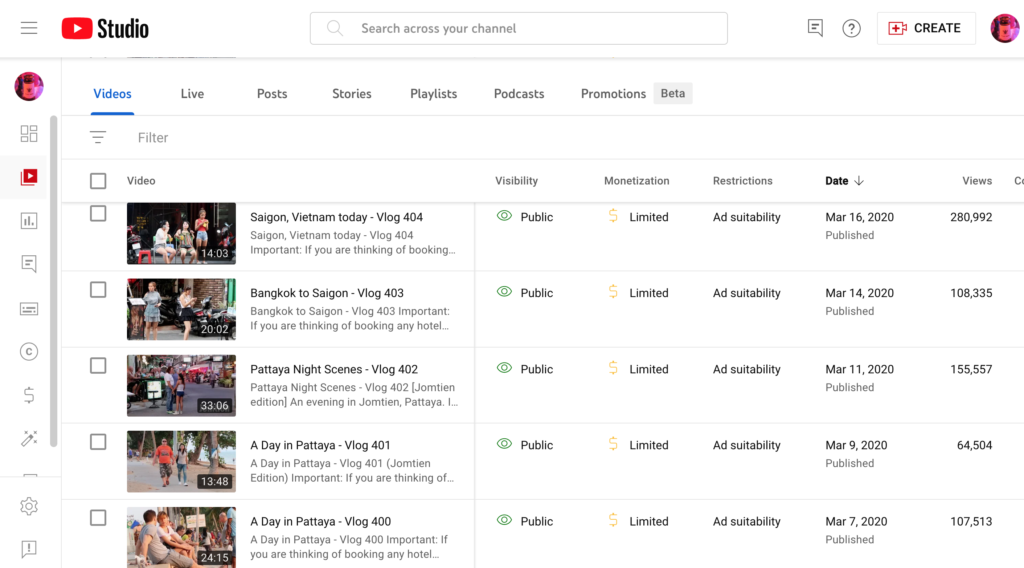 Studio
Search across your channel
CREATE
Videos
Live
Posts
Stories
Playlists
Podcasts
Promotions
Beta
Filter
Video
Visibility
Monetization
Restrictions
Date
Views
14:03
Saigon, Vietnam today - Vlog 404
Saigon, Vietnam today - Vlog 404
Important: If you are thinking of booking...
Public
Limited
Ad suitability
Mar 16, 2020
Published
280,992
20:02
Bangkok to Saigon - Vlog 403
Bangkok to Saigon - Vlog 403 Important:
If you are thinking of booking any hotel...
Public
Limited
Ad suitability
Mar 14, 2020
Published
108,335
33:06
Pattaya Night Scenes - Vlog 402
Pattaya Night Scenes - Vlog 402 [Jomtien
edition] An evening in Jomtien, Pattaya. I...
Public
Limited
Ad suitability
Mar 11, 2020
Published
155,557
13:48
A Day in Pattaya - Vlog 401
A Day in Pattaya - Vlog 401 (Jomtien
Edition) Important: If you are thinking of...
Public
Limited
Ad suitability
Mar 9, 2020
Published
64,504
24:15
A Day in Pattaya - Vlog 400
A Day in Pattaya - Vlog 400 Important: If
you are thinking of booking any hotel...
Public
Limited
Ad suitability
Mar 7, 2020
Published
107,513